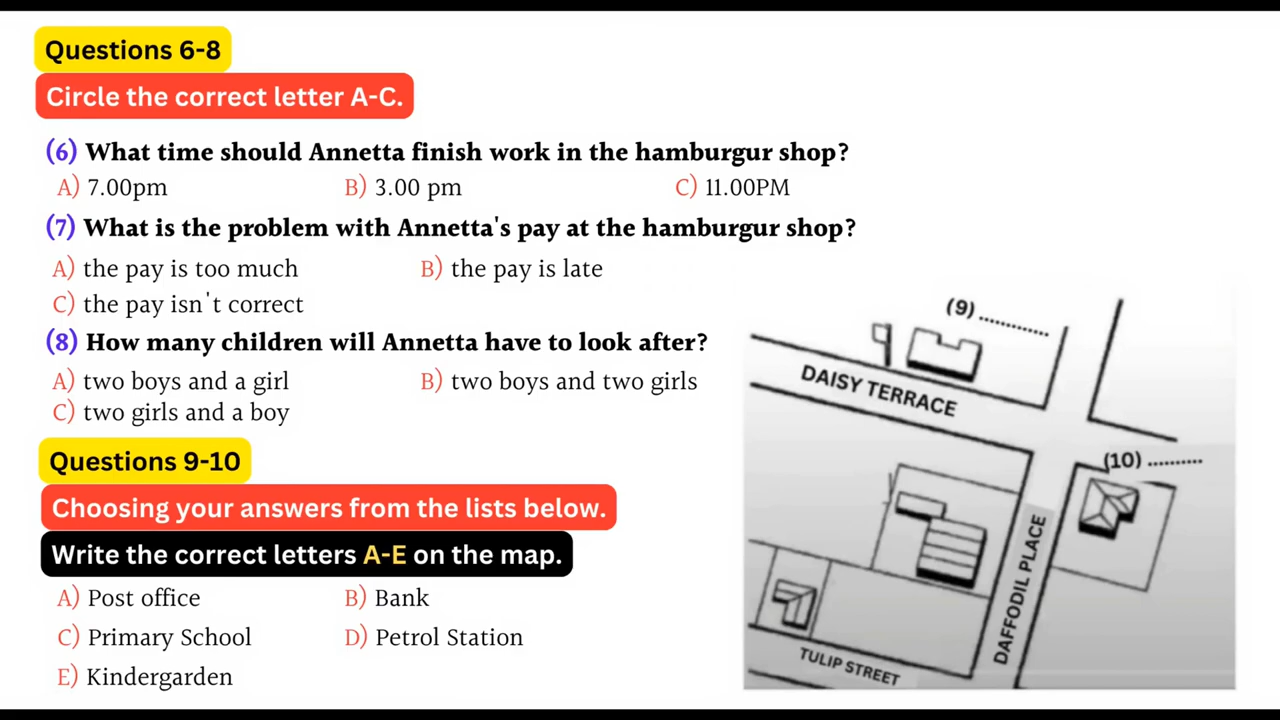 Questions 6-8
Circle the correct letter A-C.
(6) What time should Annetta finish work in the hamburgur shop?
A) 7.00pm B) 3.00 pm C) 11.00PM
(7) What is the problem with Annetta's pay at the hamburgur shop?
A) the pay is too much B) the pay is late
C) the pay isn't correct
(8) How many children will Annetta have to look after?
A) two boys and a girl B) two boys and two girls
C) two girls and a boy
Questions 9-10
Choosing your answers from the lists below.
Write the correct letters A-E on the map.
A) Post office B) Bank
C) Primary School D) Petrol Station
E) Kindergarden
(9) .............
DAISY TERRACE
(10) ..........
DAFFODIL PLACE
TULIP STREET